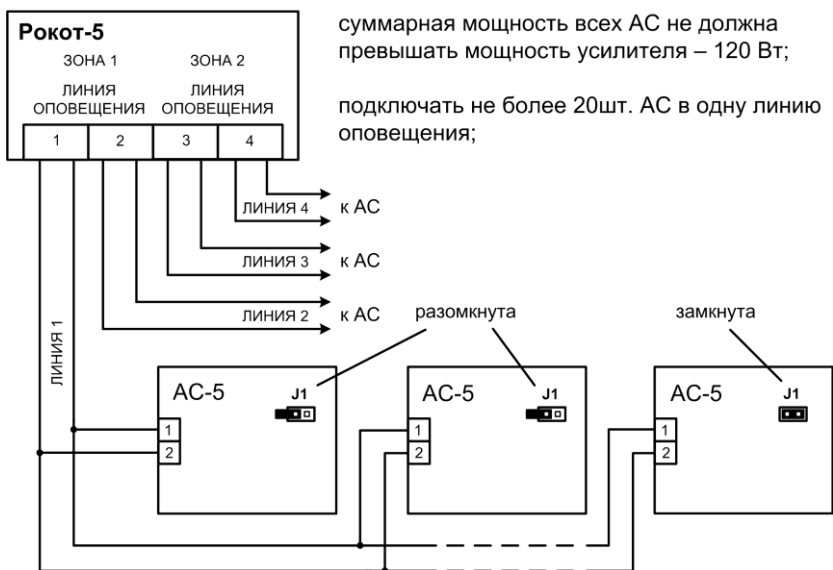 Рокот-5
ЗОНА 1 ЗОНА 2
ЛИНИЯ ОПОВЕЩЕНИЯ
ЛИНИЯ ОПОВЕЩЕНИЯ
1 2 3 4
суммарная мощность всех АС не должна
превышать мощность усилителя – 120 Вт;
подключать не более 20шт. АС в одну линию
оповещения;
ЛИНИЯ 4 к АС
ЛИНИЯ 3 к АС
ЛИНИЯ 2 к АС
ЛИНИЯ 1
разомкнута
замкнута
АС-5
J1
1
2
АС-5
J1
1
2
АС-5
J1
1
2